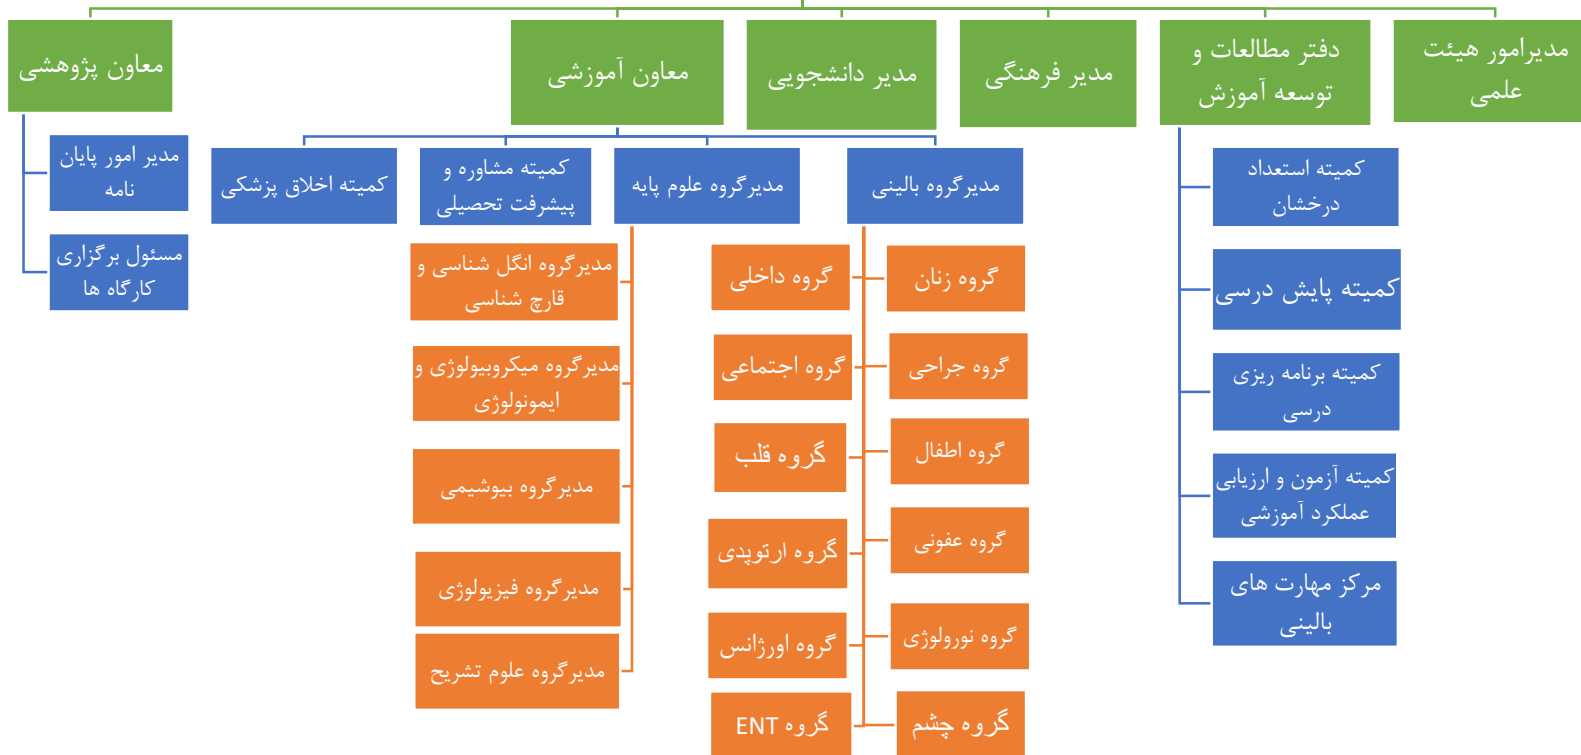 مدیرامور هیئت
علمی
دفتر مطالعات و
توسعه آموزش
مدیر فرهنگی
مدیر دانشجویی
معاون آموزشی
معاون پژوهشی
کمیته استعداد
درخشان
کمیته پایش درسی
کمیته برنامه ریزی
درسی
کمیته آزمون و ارزیابی
عملکرد آموزشی
مرکز مهارت های
بالینی
مدیرگروه بالینی
مدیرگروه علوم پایه
کمیته مشاوره و
پیشرفت تحصیلی
کمیته اخلاق پزشکی
گروه زنان
گروه داخلی
گروه جراحی
گروه اجتماعی
گروه اطفال
گروه قلب
گروه عفونی
گروه ارتوپدی
گروه نورولوژی
گروه اورژانس
گروه چشم
گروه ENT
مدیرگروه انگل شناسی و
قارچ شناسی
مدیرگروه میکروبیولوژی و
ایمونولوژی
مدیرگروه بیوشیمی
مدیرگروه فیزیولوژی
مدیرگروه علوم تشریح
مدیر امور پایان
نامه
مسئول برگزاری
کارگاه ها